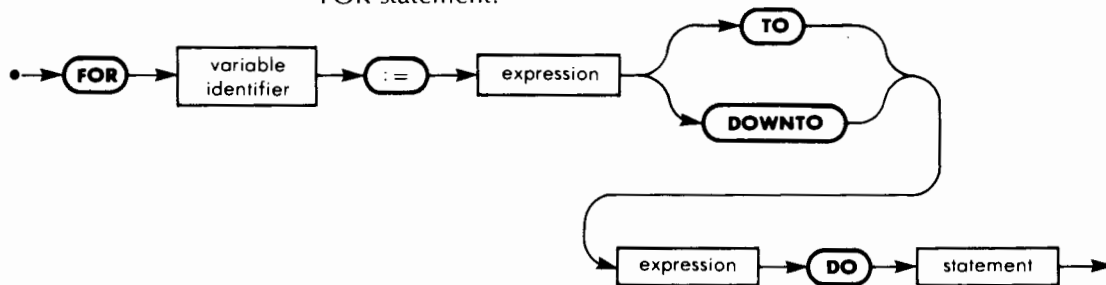 FOR statement.
TO
FOR
variable
identifier
:=
expression
DOWNTO
expression
DO
statement